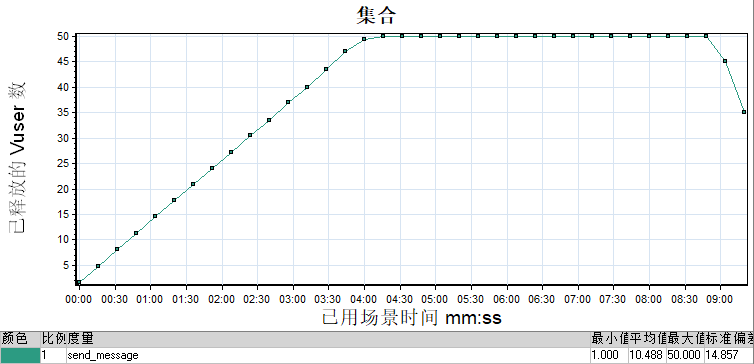 集合
已释放的 Vuser 数
50
45
40
35
30
25
20
15
10
5
00:00 00:30 01:00 01:30 02:00 02:30 03:00 03:30 04:00 04:30 05:00 05:30 06:00 06:30 07:00 07:30 08:00 08:30 09:00
已用场景时间 mm:ss
颜色 比例 度量 最小值 平均值 最大值 标准偏差
1 send_message 1.000 10.488 50.000 14.857